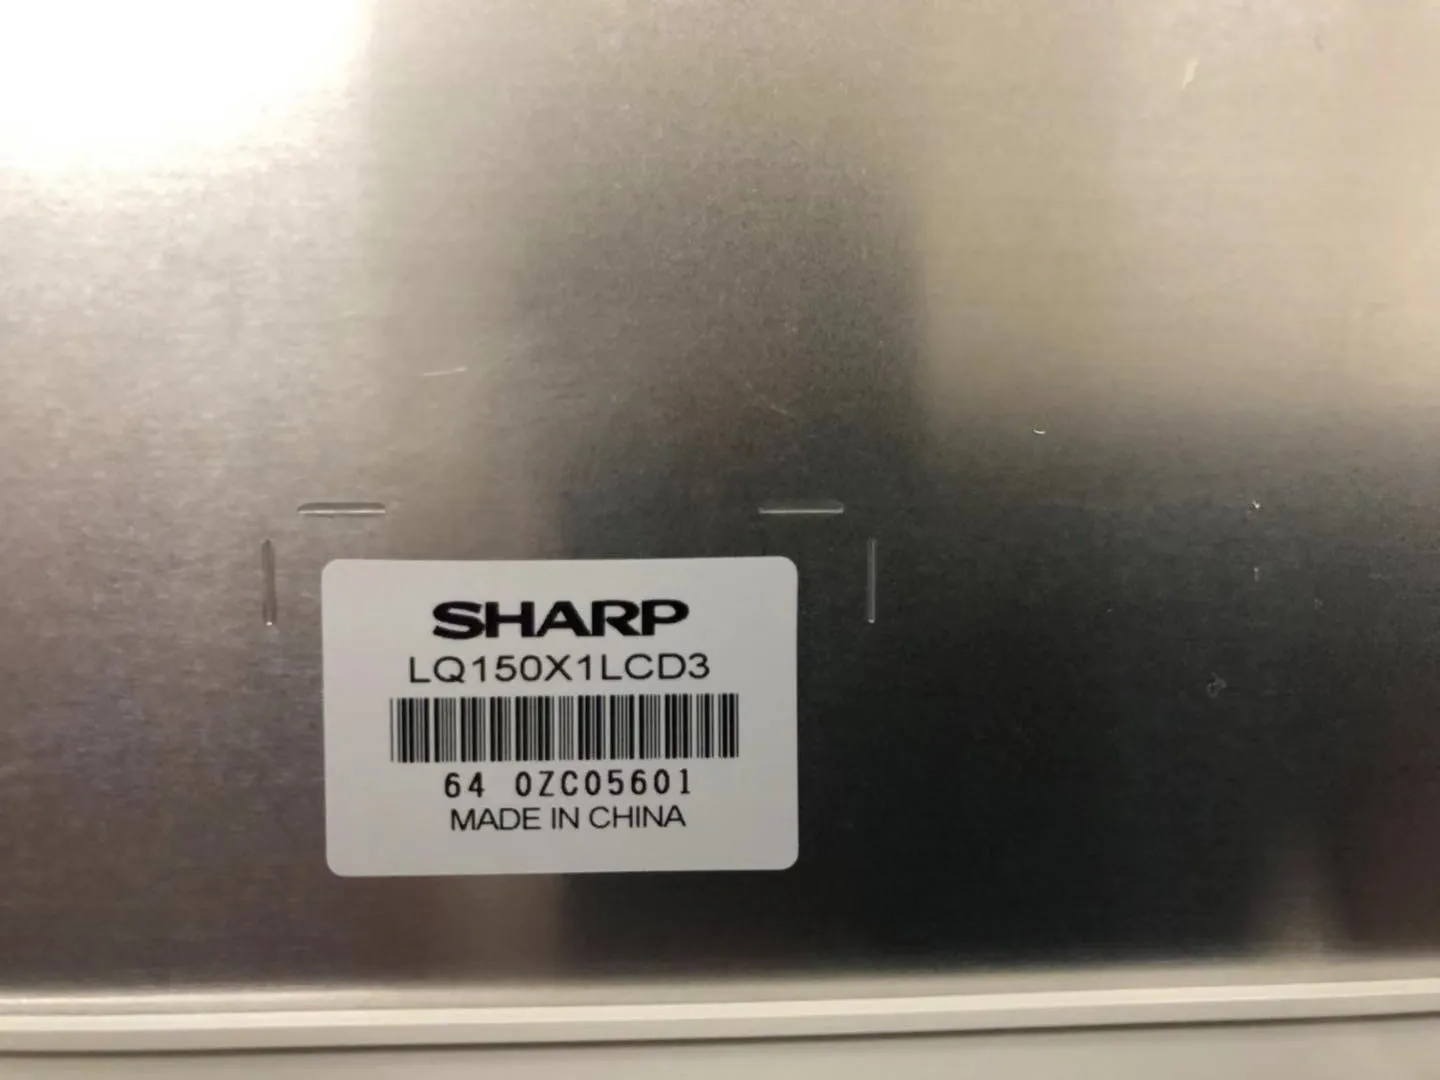 SHARP
LQ150X1LCD3
64 0ZC05601
MADE IN CHINA